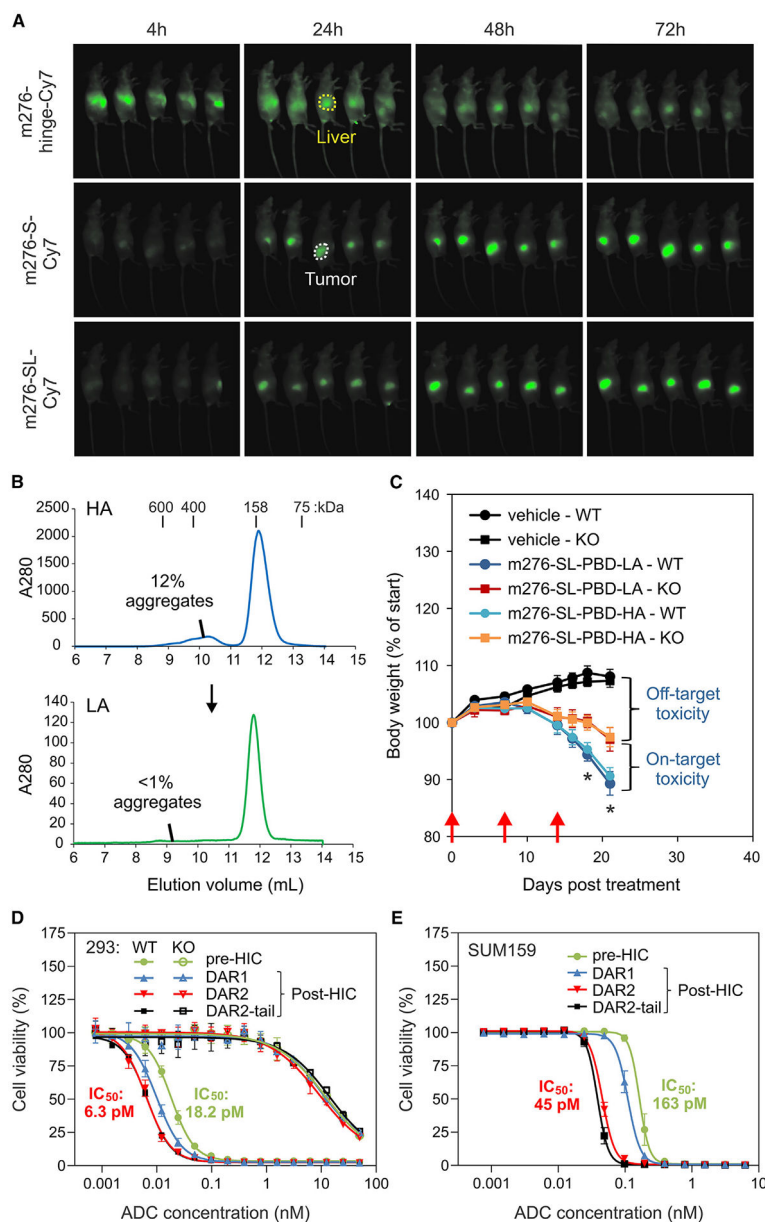 A
4h 24h 48h 72h
m276-
hinge-Cy7
Liver
m276-S-
Cy7
Tumor
m276-SL-
Cy7
B
HA
600 400 158 75 :kDa
2500
2000
1500
1000
500
0
A280
12%
aggregates
6 7 8 9 10 11 12 13 14 15
140
120
100
80
60
40
20
0
A280
<1%
aggregates
LA
6 7 8 9 10 11 12 13 14 15
Elution volume (mL)
C
140
130
120
110
100
90
80
Body weight (% of start)
vehicle - WT
vehicle - KO
m276-SL-PBD-LA - WT
m276-SL-PBD-LA - KO
m276-SL-PBD-HA - WT
m276-SL-PBD-HA - KO
Off-target
toxicity
On-target
toxicity
*
*
0 20 40
Days post treatment
D
175
150
125
100
75
50
25
0
Cell viability (%)
293: WT KO
pre-HIC
DAR1
DAR2
DAR2-tail
Post-HIC
IC50:
6.3 pM
IC50:
18.2 pM
0.001 0.01 0.1 1 10 100
ADC concentration (nM)
E
175
150
125
100
75
50
25
0
Cell viability (%)
SUM159
pre-HIC
DAR1
DAR2
DAR2-tail
Post-HIC
IC50:
45 pM
IC50:
163 pM
0.001 0.01 0.1 1 10
ADC concentration (nM)